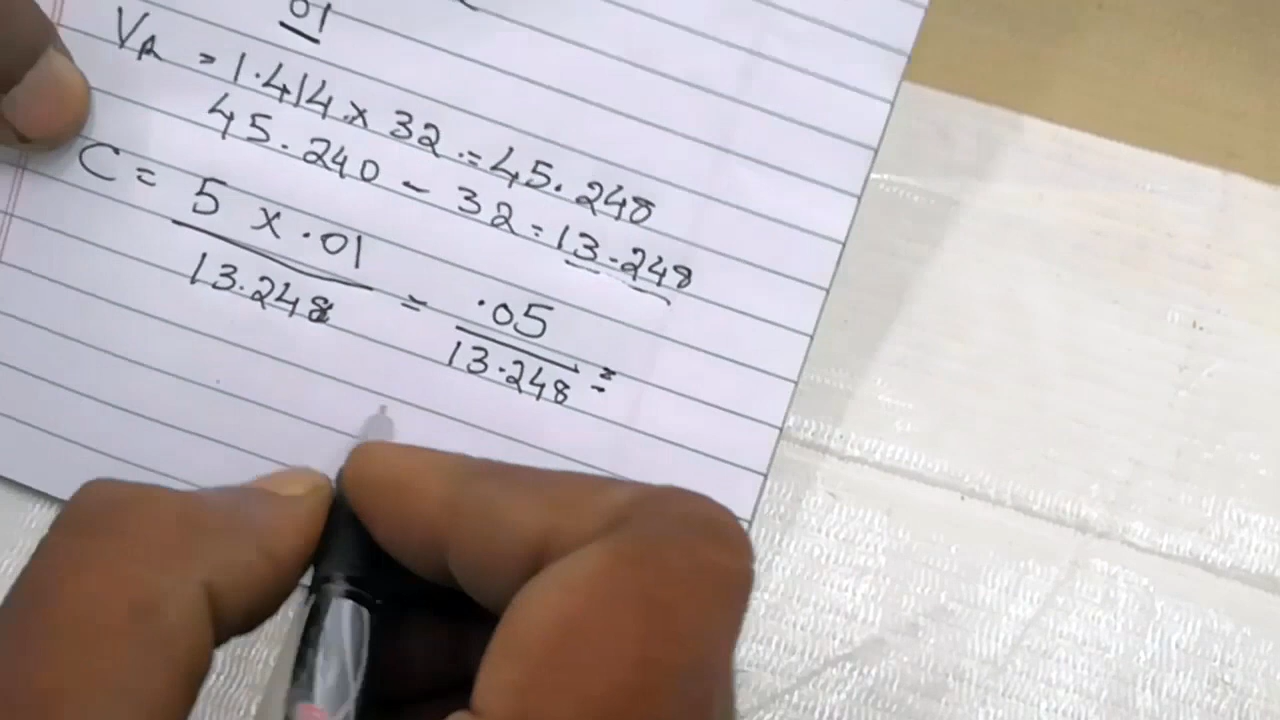 01
VR = 1.414 x 32 = 45.248
45.240 - 32 = 13.248
C = 5 x .01 / 13.248 = .05 / 13.248 =